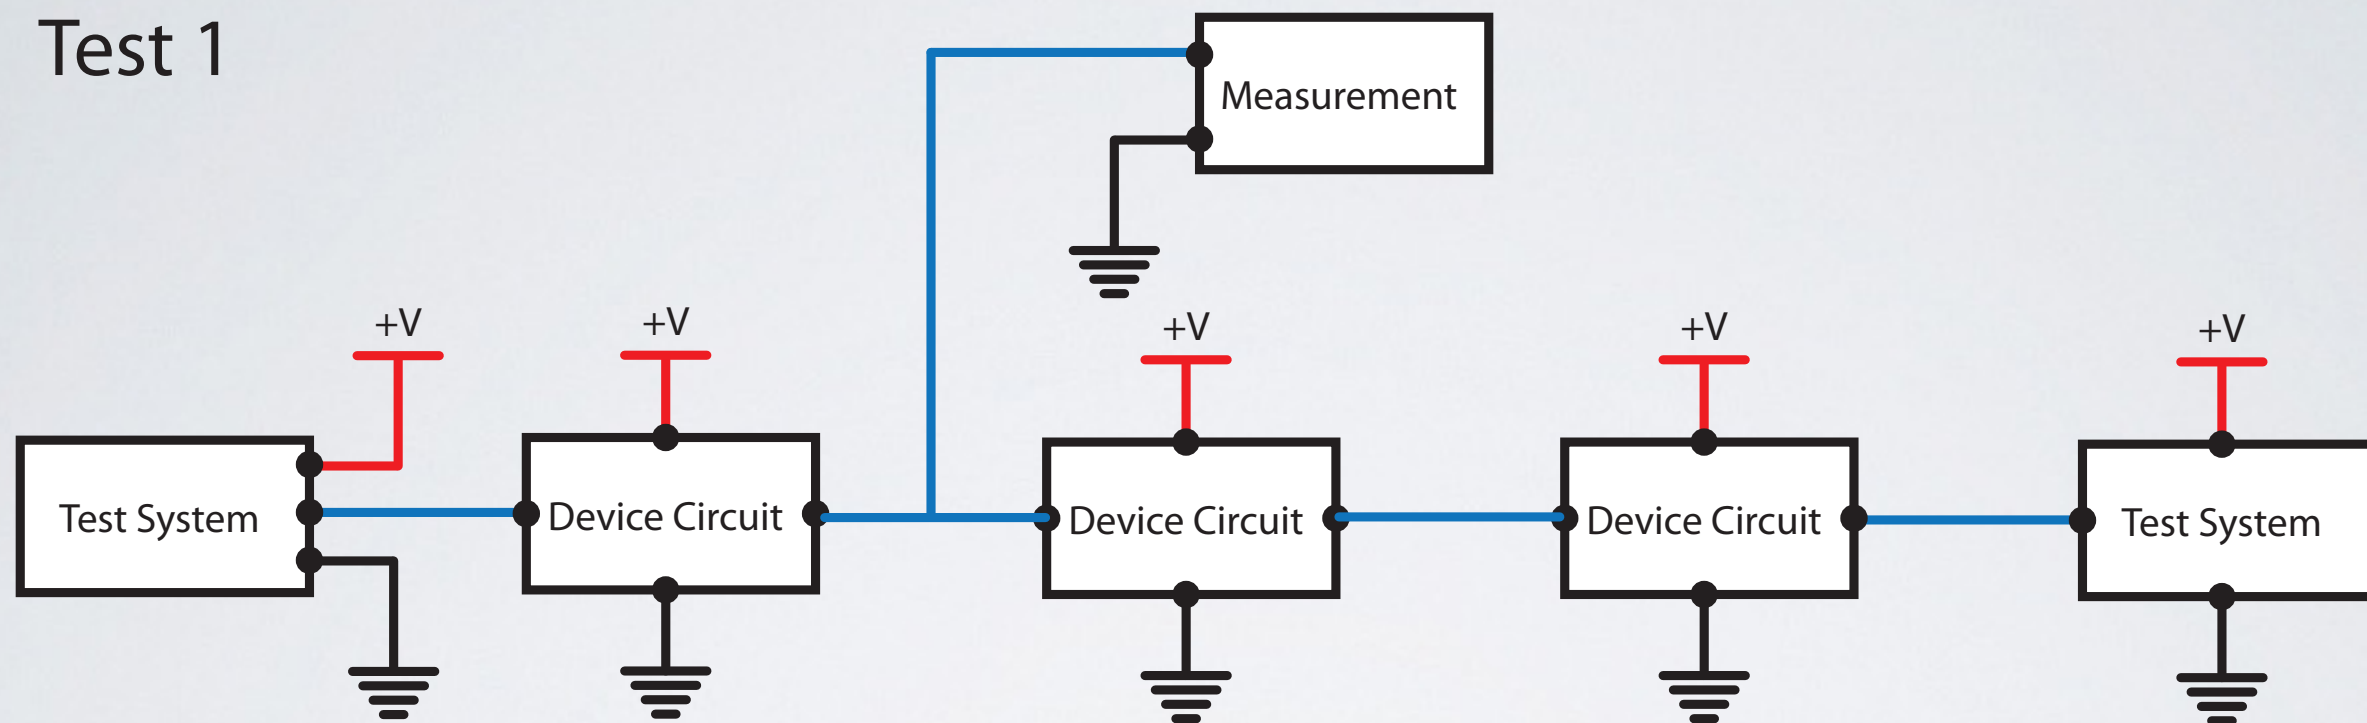 Test 1
Measurement
+V
+V
+V
+V
+V
Test System
Device Circuit
Device Circuit
Device Circuit
Test System